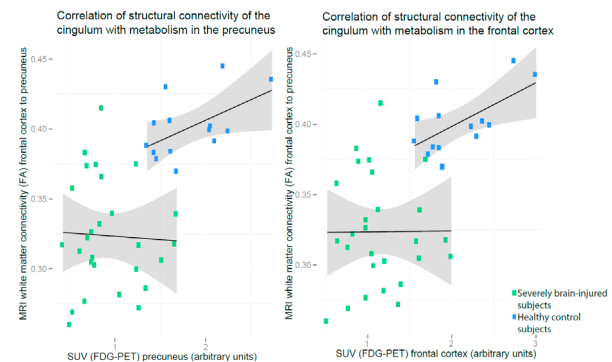 Correlation of structural connectivity of the
cingulum with metabolism in the precuneus
MRI white matter connectivity (FA) frontal cortex to precuneus
0.45
0.40
0.35
0.30
1
2
SUV (FDG-PET) precuneus (arbitrary units)
Correlation of structural connectivity of the
cingulum with metabolism in the frontal cortex
MRI white matter connectivity (FA) frontal cortex to precuneus
0.45
0.40
0.35
0.30
1
2
3
SUV (FDG-PET) frontal cortex (arbitrary units)
Severely brain-injured
subjects
Healthy control
subjects